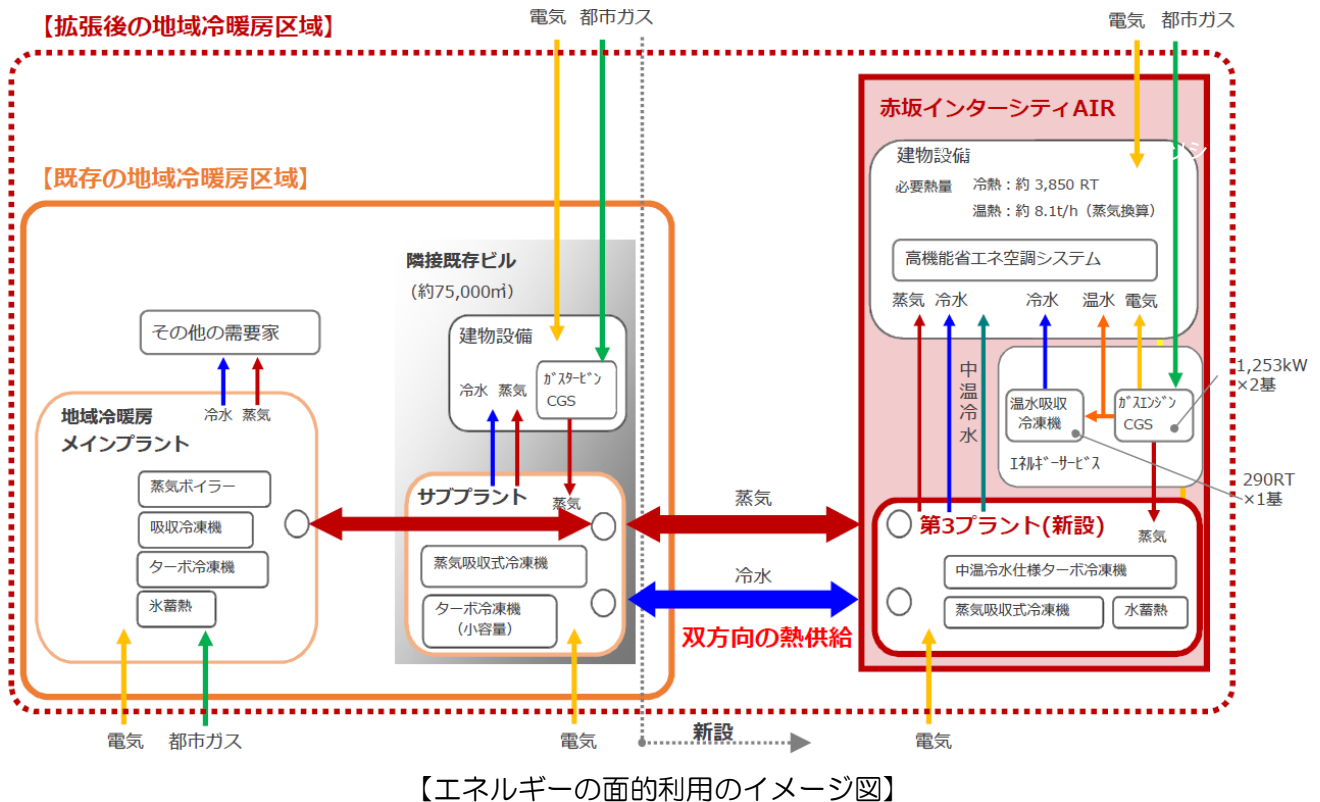 電気 都市ガス
電気 都市ガス
【拡張後の地域冷暖房区域】
【既存の地域冷暖房区域】
その他の需要家
冷水 蒸気
地域冷暖房
メインプラント
蒸気ボイラー
吸収冷凍機
ターボ冷凍機
氷蓄熱
電気 都市ガス
隣接既存ビル
(約75,000㎡)
建物設備
冷水 蒸気
ｶﾞｽﾀｰﾋﾞﾝ
CGS
サブプラント
蒸気
蒸気吸収式冷凍機
ターボ冷凍機
(小容量)
電気
蒸気
冷水
双方向の熱供給
新設
赤坂インターシティAIR
建物設備
必要熱量 冷熱：約 3,850 RT
温熱：約 8.1t/h（蒸気換算）
高機能省エネ空調システム
蒸気 冷水 冷水 温水 電気
中温冷水
温水吸収
冷凍機
ｶﾞｽｴﾝｼﾞﾝ
CGS
ｴﾈﾙｷﾞｰｻｰﾋﾞｽ
1,253kW
×2基
290RT
×1基
第3プラント(新設)
蒸気
中温冷水仕様ターボ冷凍機
蒸気吸収式冷凍機
氷蓄熱
電気
【エネルギーの面的利用のイメージ図】